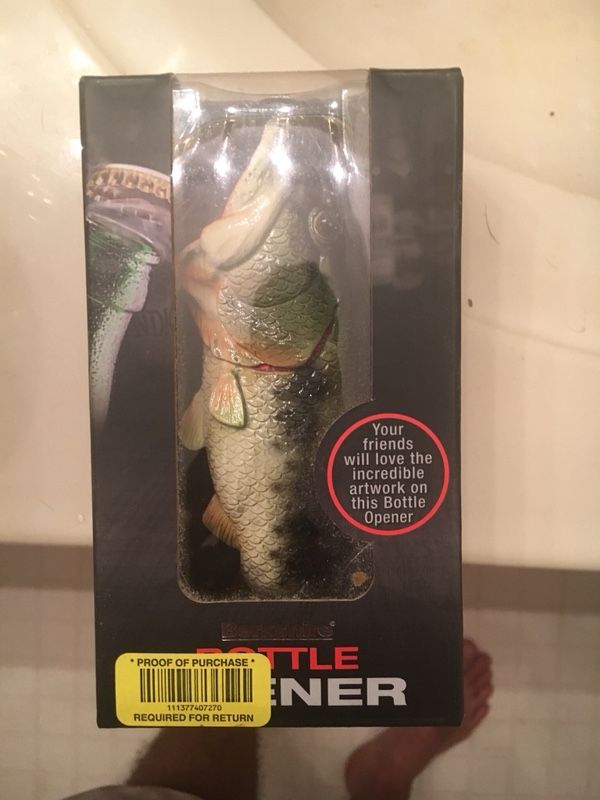 Your
friends
will love the
incredible
artwork on
this Bottle
Opener
BOTTLE
ENER
* PROOF OF PURCHASE *
111377407270
REQUIRED FOR RETURN